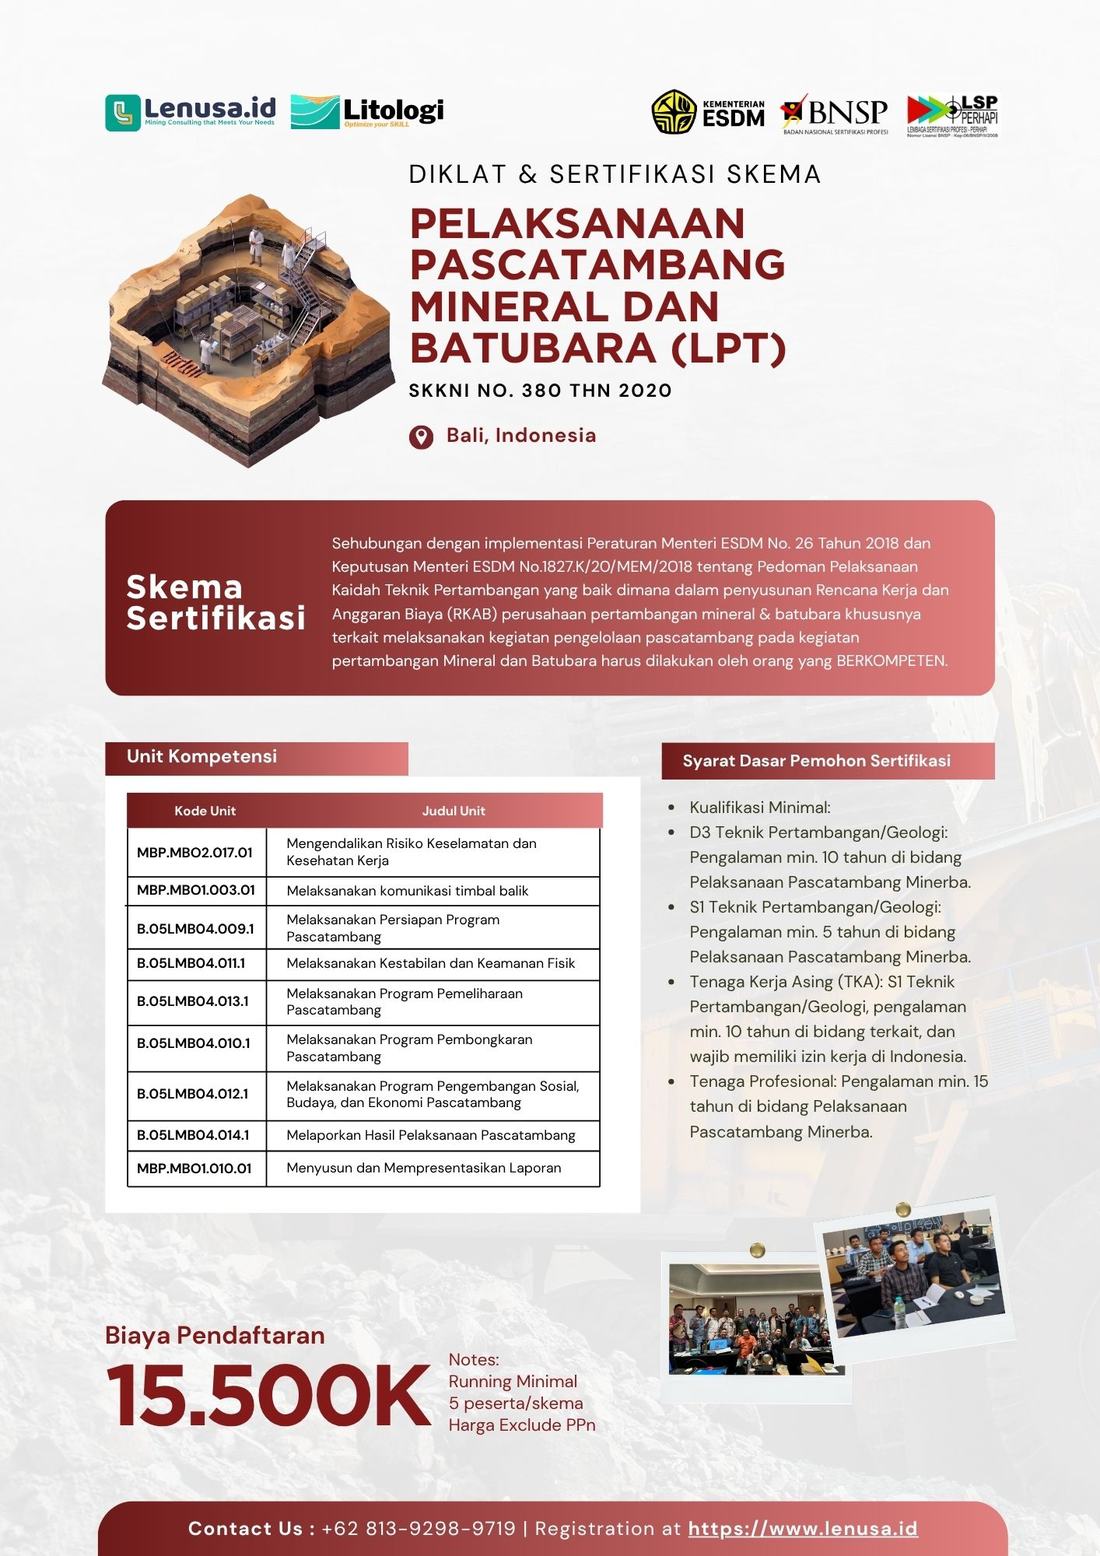 Lenusa.id
Mining Consulting that Meets Your Needs
Litologi
Optimize your SKILL
KEMENTERIAN
ESDM
BNSP
BADAN NASIONAL SERTIFIKASI PROFESI
LSP
PERHAPI
LEMBAGA SERTIFIKASI PROFESI - PERHAPI
DIKLAT & SERTIFIKASI SKEMA
PELAKSANAAN
PASCATAMBANG
MINERAL DAN
BATUBARA (LPT)
SKKNI NO. 380 THN 2020
Bali, Indonesia
Skema
Sertifikasi
Sehubungan dengan implementasi Peraturan Menteri ESDM No. 26 Tahun 2018 dan
Keputusan Menteri ESDM No.1827.K/20/MEM/2018 tentang Pedoman Pelaksanaan
Kaidah Teknik Pertambangan yang baik dimana dalam penyusunan Rencana Kerja dan
Anggaran Biaya (RKAB) perusahaan pertambangan mineral & batubara khususnya
terkait melaksanakan kegiatan pengelolaan pascatambang pada kegiatan
pertambangan Mineral dan Batubara harus dilakukan oleh orang yang BERKOMPETEN.
Unit Kompetensi
Kode Unit Judul Unit
MBP.MBO2.017.01 Mengendalikan Risiko Keselamatan dan
Kesehatan Kerja
MBP.MBO1.003.01 Melaksanakan komunikasi timbal balik
B.05LMB04.009.1 Melaksanakan Persiapan Program
Pascatambang
B.05LMB04.011.1 Melaksanakan Kestabilan dan Keamanan Fisik
B.05LMB04.013.1 Melaksanakan Program Pemeliharaan
Pascatambang
B.05LMB04.010.1 Melaksanakan Program Pembongkaran
Pascatambang
B.05LMB04.012.1 Melaksanakan Program Pengembangan Sosial,
Budaya, dan Ekonomi Pascatambang
B.05LMB04.014.1 Melaporkan Hasil Pelaksanaan Pascatambang
MBP.MBO1.010.01 Menyusun dan Mempresentasikan Laporan
Syarat Dasar Pemohon Sertifikasi
• Kualifikasi Minimal:
• D3 Teknik Pertambangan/Geologi:
Pengalaman min. 10 tahun di bidang
Pelaksanaan Pascatambang Minerba.
• S1 Teknik Pertambangan/Geologi:
Pengalaman min. 5 tahun di bidang
Pelaksanaan Pascatambang Minerba.
• Tenaga Kerja Asing (TKA): S1 Teknik
Pertambangan/Geologi, pengalaman
min. 10 tahun di bidang terkait, dan
wajib memiliki izin kerja di Indonesia.
• Tenaga Profesional: Pengalaman min. 15
tahun di bidang Pelaksanaan
Pascatambang Minerba.
Biaya Pendaftaran
15.500K
Notes:
Running Minimal
5 peserta/skema
Harga Exclude PPn
Contact Us : +62 813-9298-9719 | Registration at https://www.lenusa.id